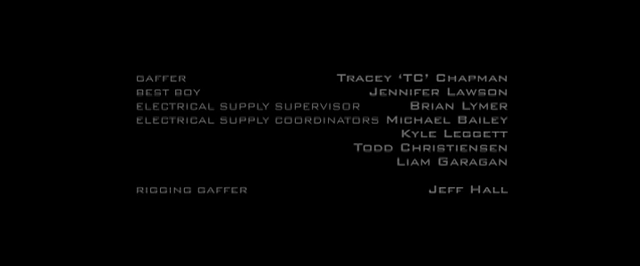 GAFFER TRACEY ‘TC’ CHAPMAN
BEST BOY JENNIFER LAWSON
ELECTRICAL SUPPLY SUPERVISOR BRIAN LYMER
ELECTRICAL SUPPLY COORDINATORS MICHAEL BAILEY
KYLE LEGGETT
TODD CHRISTIENSEN
LIAM GARAGAN
RIGGING GAFFER JEFF HALL